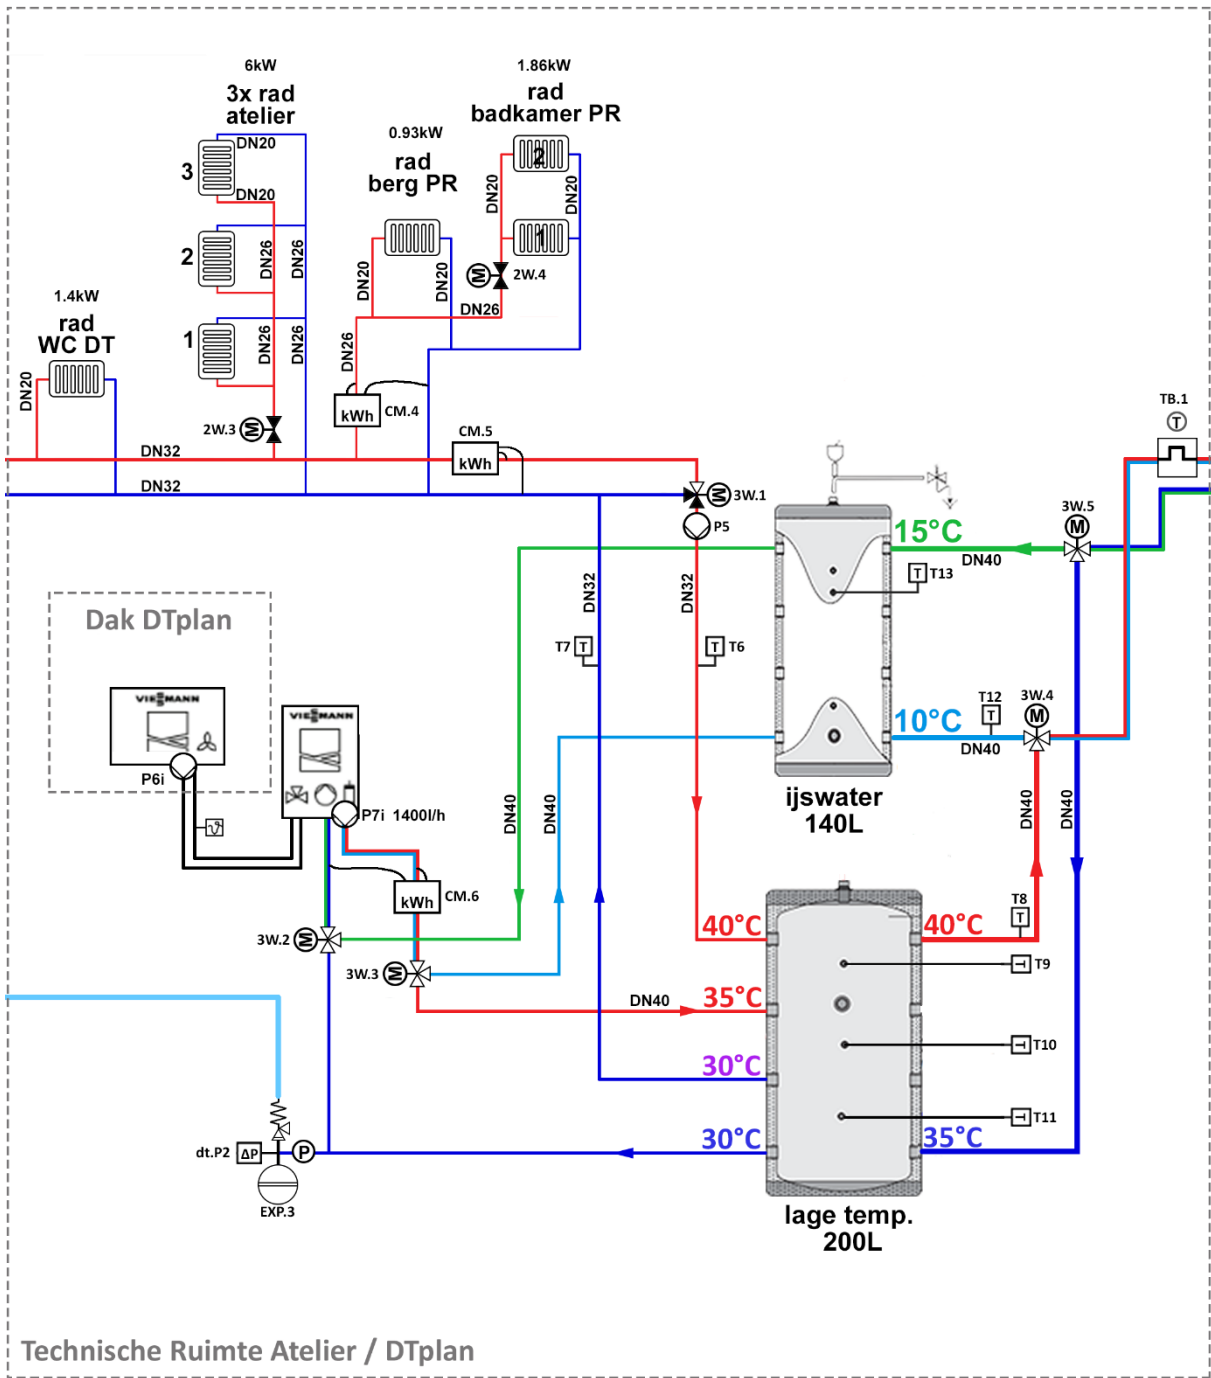 6kW
3x rad
atelier
1.86kW
rad
badkamer PR
0.93kW
rad
berg PR
3
DN20
DN20
2
DN26
DN26
1
DN26
DN26
2
DN20
DN20
1
M
2W.4
DN20
DN20
DN26
DN26
1.4kW
rad
WC DT
DN20
2W.3
M
kWh
CM.4
CM.5
kWh
DN32
DN32
TB.1
T
M
3W.1
P5
3W.5
M
15°C
DN40
T
T13
DN32
DN32
T7
T
T
T6
Dak DTplan
VIESMANN
P6i
VIESMANN
P7i 1400l/h
T12
T
3W.4
M
10°C
DN40
ijswater
140L
DN40
DN40
DN40
DN40
kWh
CM.6
3W.2
M
3W.3
M
40°C
40°C
T8
T
T
T9
DN40
35°C
T
T10
30°C
T
T11
30°C
35°C
dt.P2
ΔP
P
EXP.3
lage temp.
200L
Technische Ruimte Atelier / DTplan